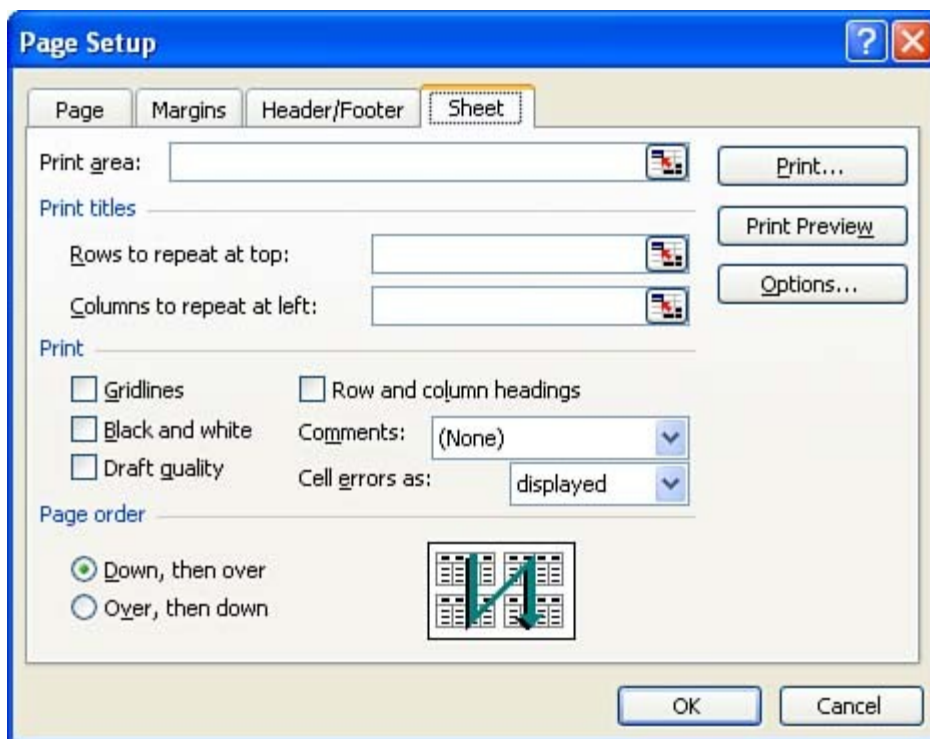 Page Setup
Page Margins Header/Footer Sheet
Print area:
Print...
Print titles
Print Preview
Rows to repeat at top:
Options...
Columns to repeat at left:
Print
Gridlines Row and column headings
Black and white Comments: (None)
Draft quality Cell errors as: displayed
Page order
Down, then over
Over, then down
OK Cancel